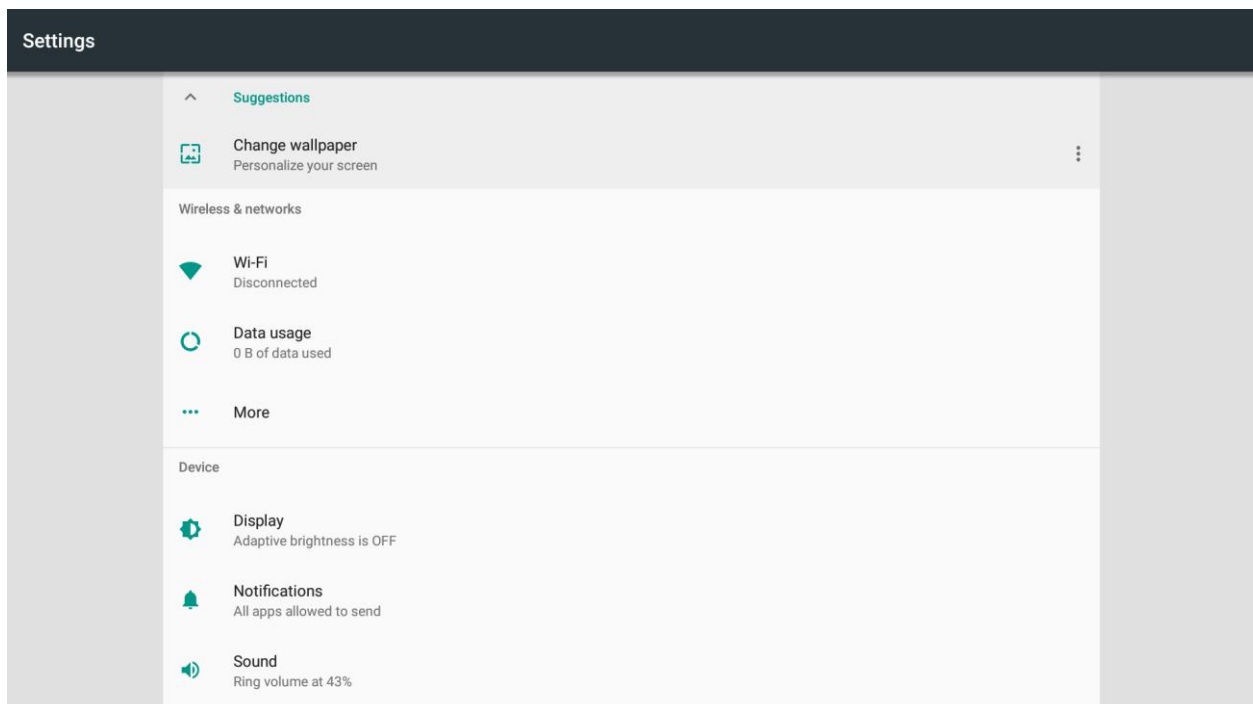 Settings
Suggestions
Change wallpaper
Personalize your screen
Wireless & networks
Wi-Fi
Disconnected
Data usage
0 B of data used
More
Device
Display
Adaptive brightness is OFF
Notifications
All apps allowed to send
Sound
Ring volume at 43%